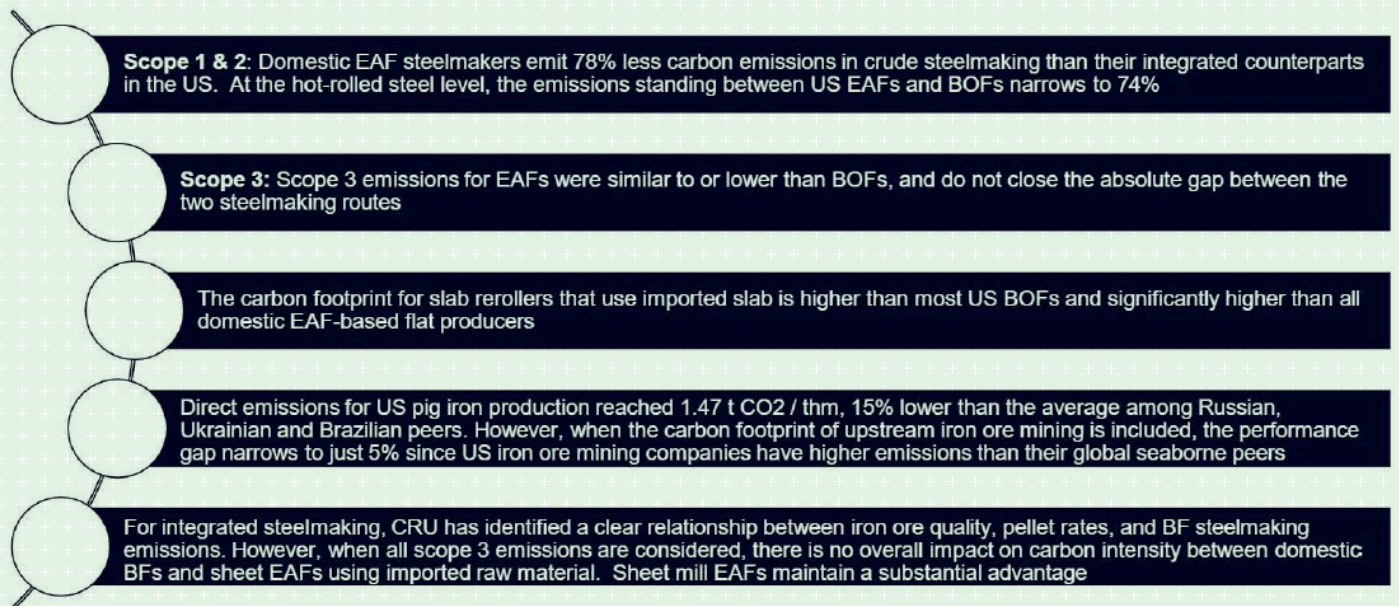 Scope 1 & 2: Domestic EAF steelmakers emit 78% less carbon emissions in crude steelmaking than their integrated counterparts
in the US. At the hot-rolled steel level, the emissions standing between US EAFs and BOFs narrows to 74%
Scope 3: Scope 3 emissions for EAFs were similar to or lower than BOFs, and do not close the absolute gap between the
two steelmaking routes
The carbon footprint for slab rerollers that use imported slab is higher than most US BOFs and significantly higher than all
domestic EAF-based flat producers
Direct emissions for US pig iron production reached 1.47 t CO2 / thm, 15% lower than the average among Russian,
Ukrainian and Brazilian peers. However, when the carbon footprint of upstream iron ore mining is included, the performance
gap narrows to just 5% since US iron ore mining companies have higher emissions than their global seaborne peers
For integrated steelmaking, CRU has identified a clear relationship between iron ore quality, pellet rates, and BF steelmaking
emissions. However, when all scope 3 emissions are considered, there is no overall impact on carbon intensity between domestic
BFs and sheet EAFs using imported raw material. Sheet mill EAFs maintain a substantial advantage